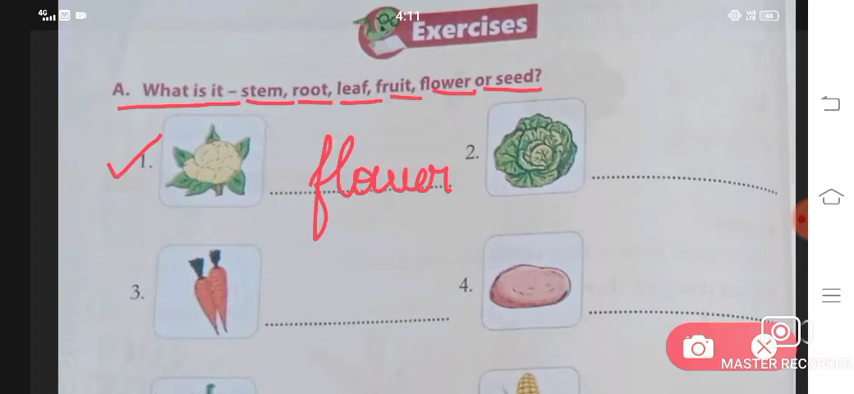 4G
4:11
Exercises
A. What is it – stem, root, leaf, fruit, flower or seed?
1. flower
2.
3.
4.
MASTER RECORDER